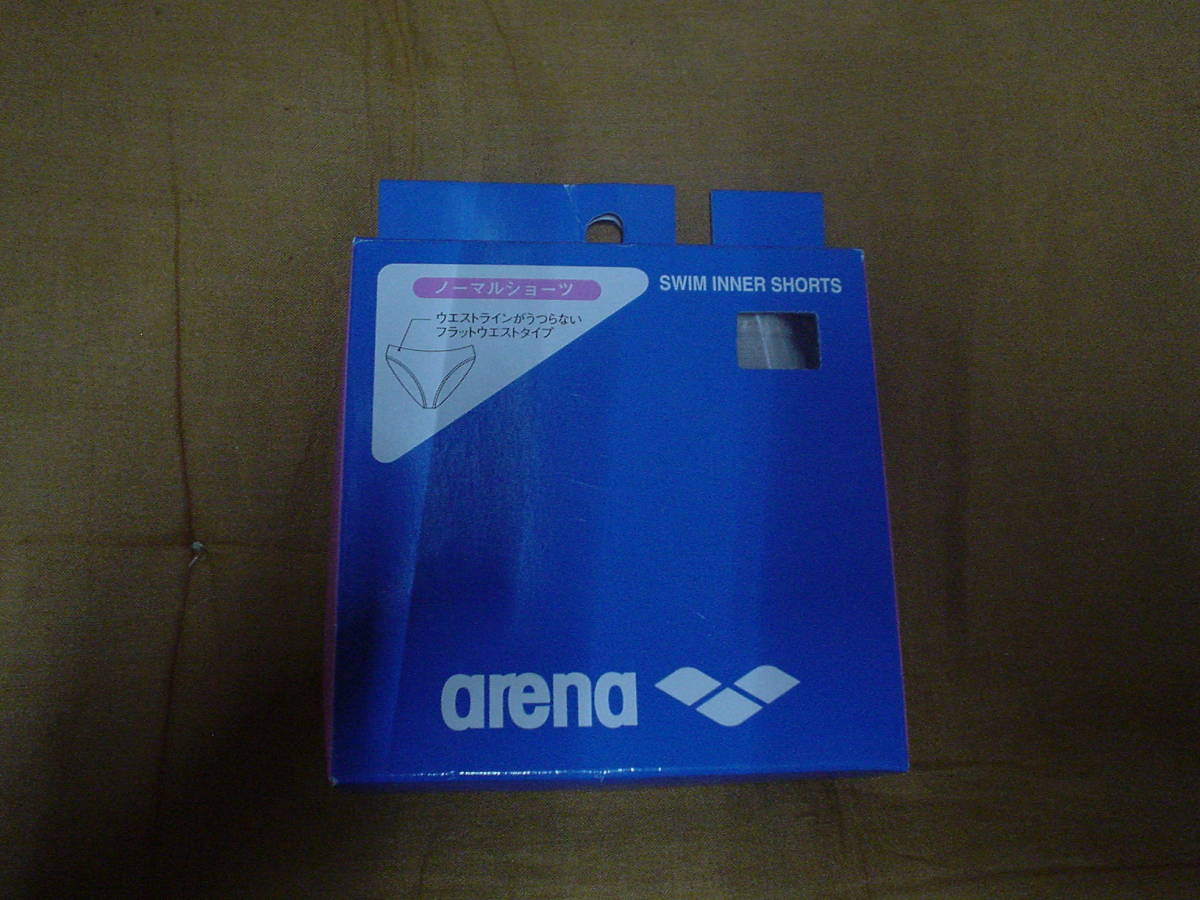 ノーマルショーツ
ウエストラインがうつらない
フラットウエストタイプ
SWIM INNER SHORTS
arena